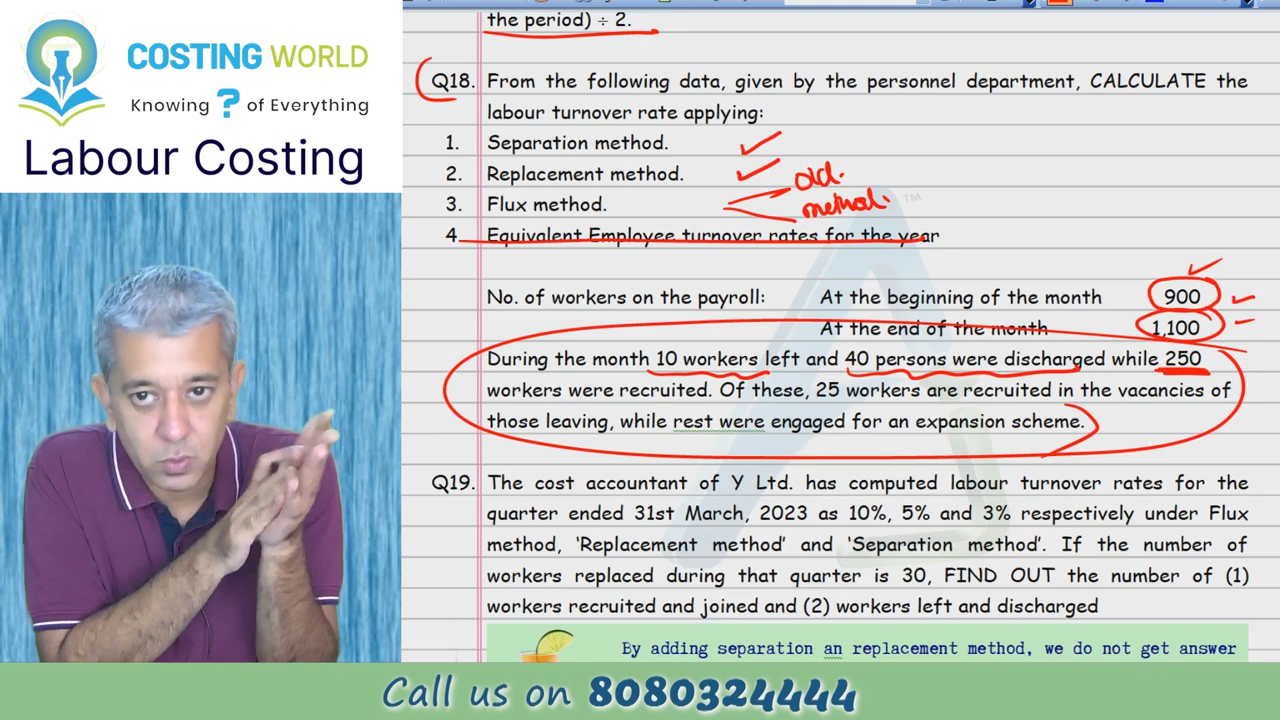 COSTING WORLD
Knowing ? of Everything
Labour Costing
the period) ÷ 2.
Q18. From the following data, given by the personnel department, CALCULATE the
labour turnover rate applying:
1. Separation method.
2. Replacement method.
old
method.
3. Flux method.
4. Equivalent Employee turnover rates for the year
TM
No. of workers on the payroll: At the beginning of the month 900
At the end of the month 1,100
During the month 10 workers left and 40 persons were discharged while 250
workers were recruited. Of these, 25 workers are recruited in the vacancies of
those leaving, while rest were engaged for an expansion scheme.
Q19. The cost accountant of Y Ltd. has computed labour turnover rates for the
quarter ended 31st March, 2023 as 10%, 5% and 3% respectively under Flux
method, ‘Replacement method’ and ‘Separation method’. If the number of
workers replaced during that quarter is 30, FIND OUT the number of (1)
workers recruited and joined and (2) workers left and discharged
By adding separation an replacement method, we do not get answer
Call us on 8080324444